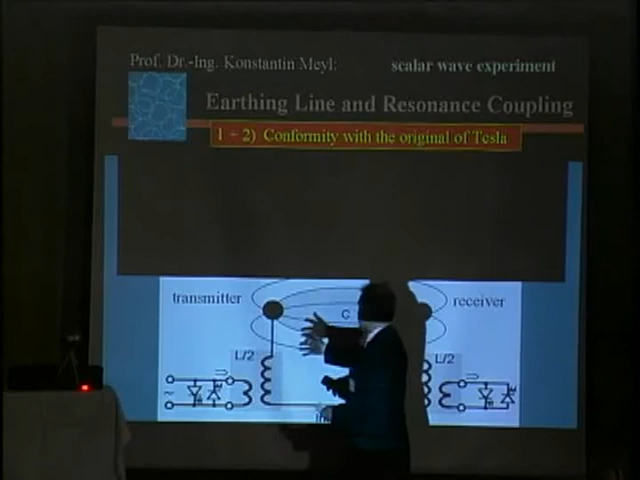 Prof. Dr.-Ing. Konstantin Meyl: scalar wave experiment
Earthing Line and Resonance Coupling
1 + 2) Conformity with the original of Tesla
transmitter receiver
C
L/2 L/2
~